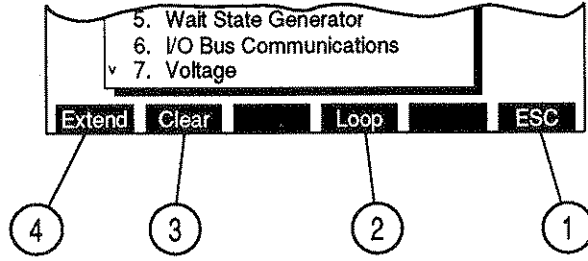 5. Wait State Generator
6. I/O Bus Communications
v 7. Voltage
Extend Clear Loop ESC
4 3 2 1